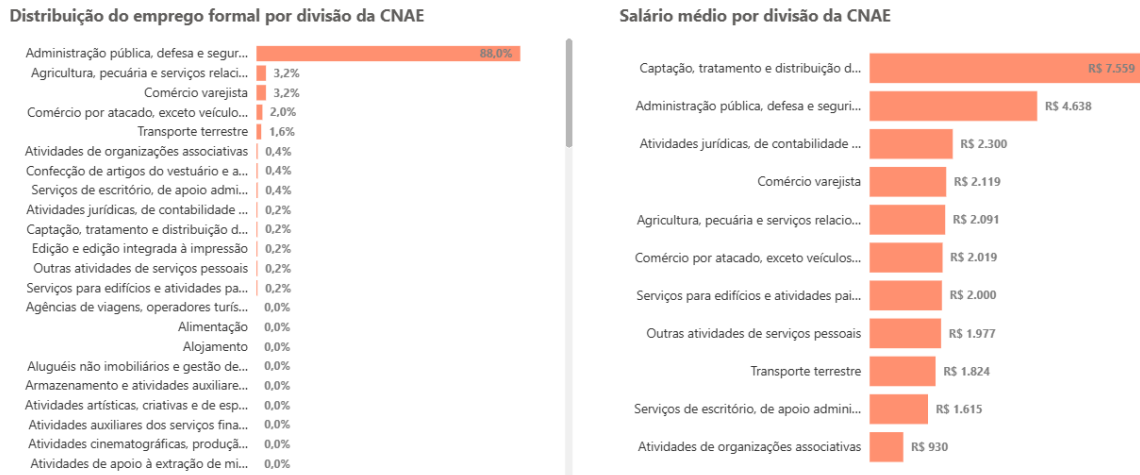 Distribuição do emprego formal por divisão da CNAE
Administração pública, defesa e segur... 88,0%
Agricultura, pecuária e serviços relaci... 3,2%
Comércio varejista 3,2%
Comércio por atacado, exceto veículo... 2,0%
Transporte terrestre 1,6%
Atividades de organizações associativas 0,4%
Confecção de artigos do vestuário e a... 0,4%
Serviços de escritório, de apoio admi... 0,4%
Atividades jurídicas, de contabilidade ... 0,2%
Captação, tratamento e distribuição d... 0,2%
Edição e edição integrada à impressão 0,2%
Outras atividades de serviços pessoais 0,2%
Serviços para edifícios e atividades pa... 0,2%
Agências de viagens, operadores turís... 0,0%
Alimentação 0,0%
Alojamento 0,0%
Aluguéis não imobiliários e gestão de... 0,0%
Armazenamento e atividades auxiliare... 0,0%
Atividades artísticas, criativas e de esp... 0,0%
Atividades auxiliares dos serviços fina... 0,0%
Atividades cinematográficas, produçã... 0,0%
Atividades de apoio à extração de mi... 0,0%
Salário médio por divisão da CNAE
Captação, tratamento e distribuição d... R$ 7.559
Administração pública, defesa e seguri... R$ 4.638
Atividades jurídicas, de contabilidade ... R$ 2.300
Comércio varejista R$ 2.119
Agricultura, pecuária e serviços relacio... R$ 2.091
Comércio por atacado, exceto veículos... R$ 2.019
Serviços para edifícios e atividades pai... R$ 2.000
Outras atividades de serviços pessoais R$ 1.977
Transporte terrestre R$ 1.824
Serviços de escritório, de apoio admini... R$ 1.615
Atividades de organizações associativas R$ 930